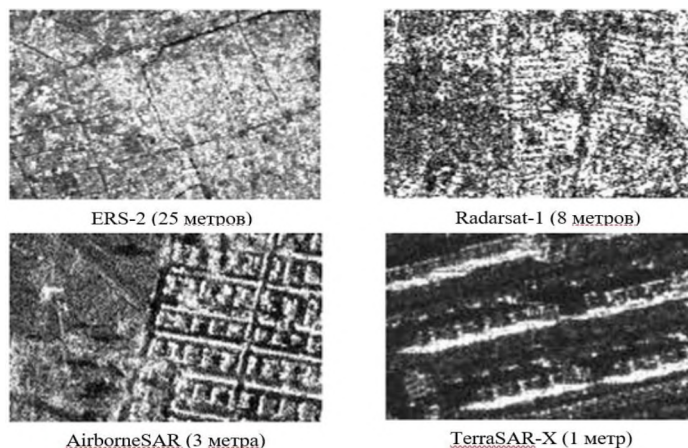 ERS-2 (25 метров)
Radarsat-1 (8 метров)
AirborneSAR (3 метра)
TerraSAR-X (1 метр)